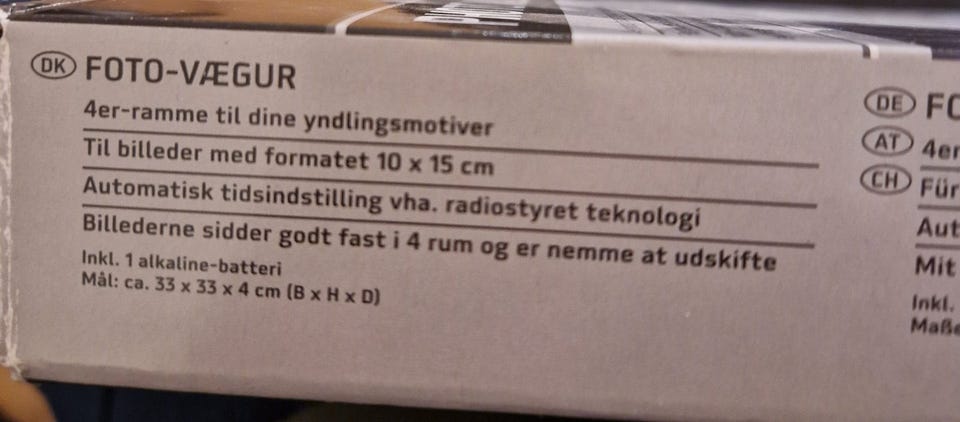 DK FOTO-VÆGUR
4er-ramme til dine yndlingsmotiver
Til billeder med formatet 10 x 15 cm
Automatisk tidsindstilling vha. radiostyret teknologi
Billederne sidder godt fast i 4 rum og er nemme at udskifte
Inkl. 1 alkaline-batteri
Mål: ca. 33 x 33 x 4 cm (B x H x D)
DE
AT 4er
CH Für
Mit
Inkl.